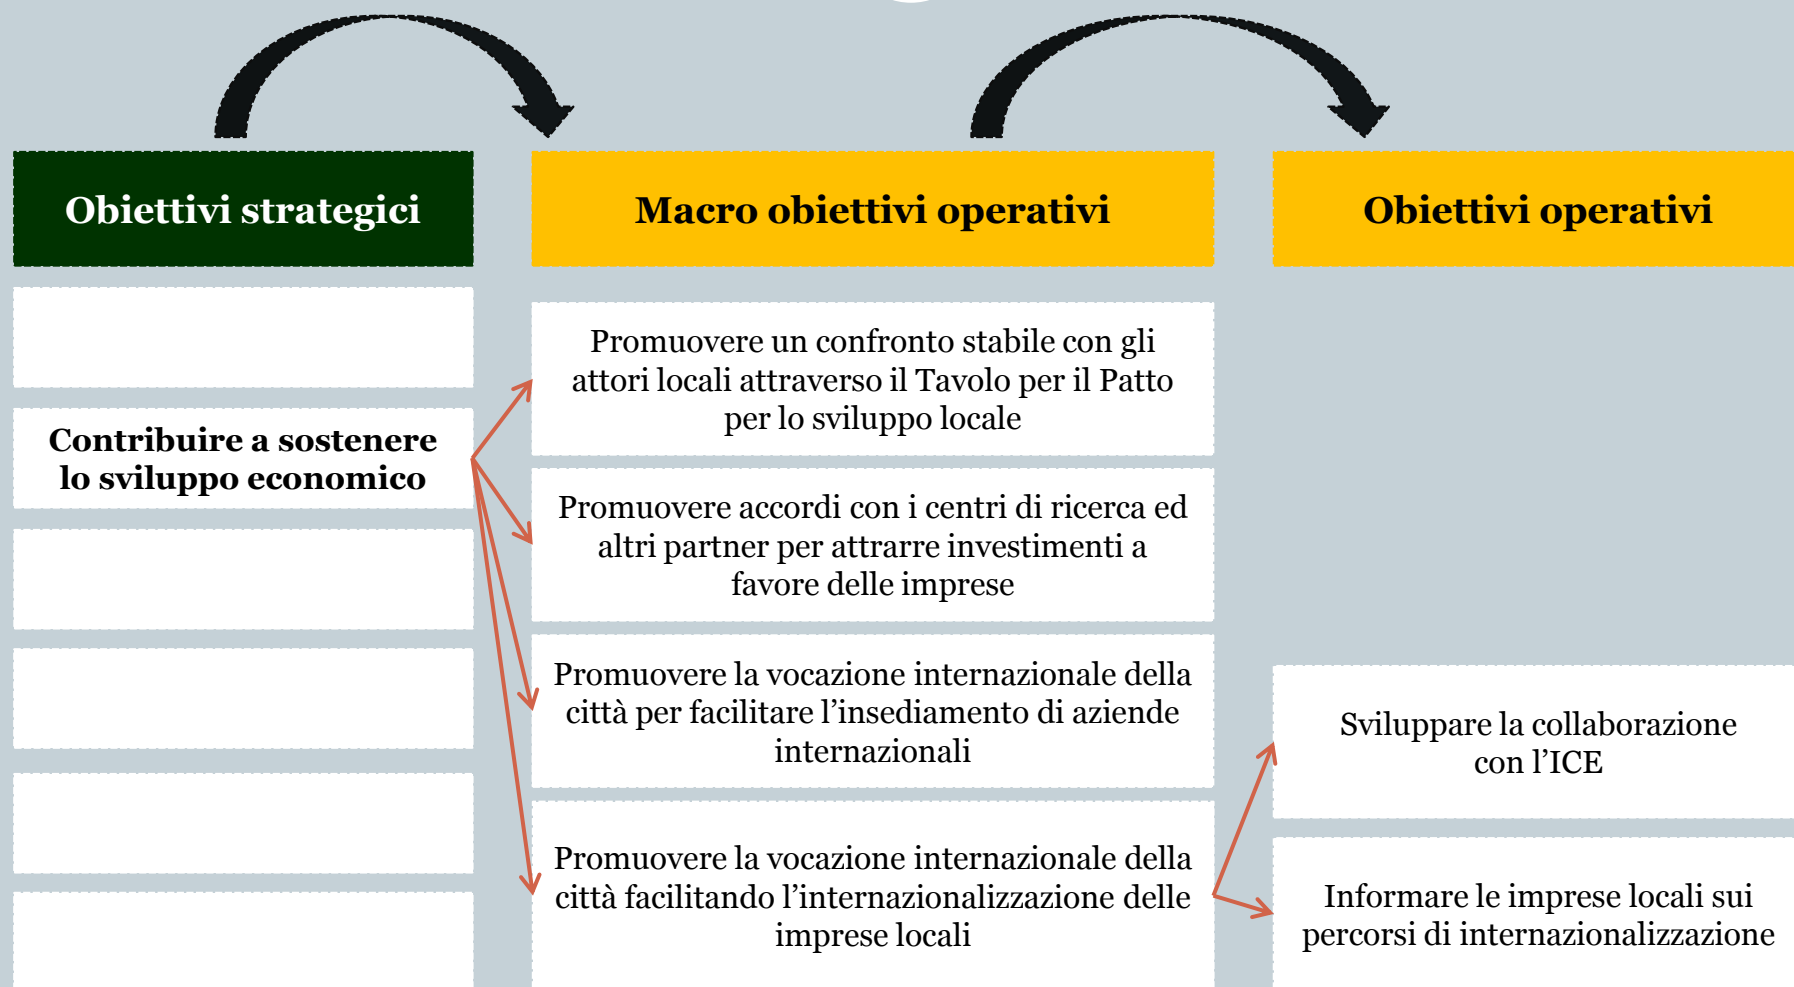 Obiettivi strategici
Macro obiettivi operativi
Obiettivi operativi
Contribuire a sostenere
lo sviluppo economico
Promuovere un confronto stabile con gli
attori locali attraverso il Tavolo per il Patto
per lo sviluppo locale
Promuovere accordi con i centri di ricerca ed
altri partner per attrarre investimenti a
favore delle imprese
Promuovere la vocazione internazionale della
città per facilitare l’insediamento di aziende
internazionali
Promuovere la vocazione internazionale della
città facilitando l’internazionalizzazione delle
imprese locali
Sviluppare la collaborazione
con l’ICE
Informare le imprese locali sui
percorsi di internazionalizzazione